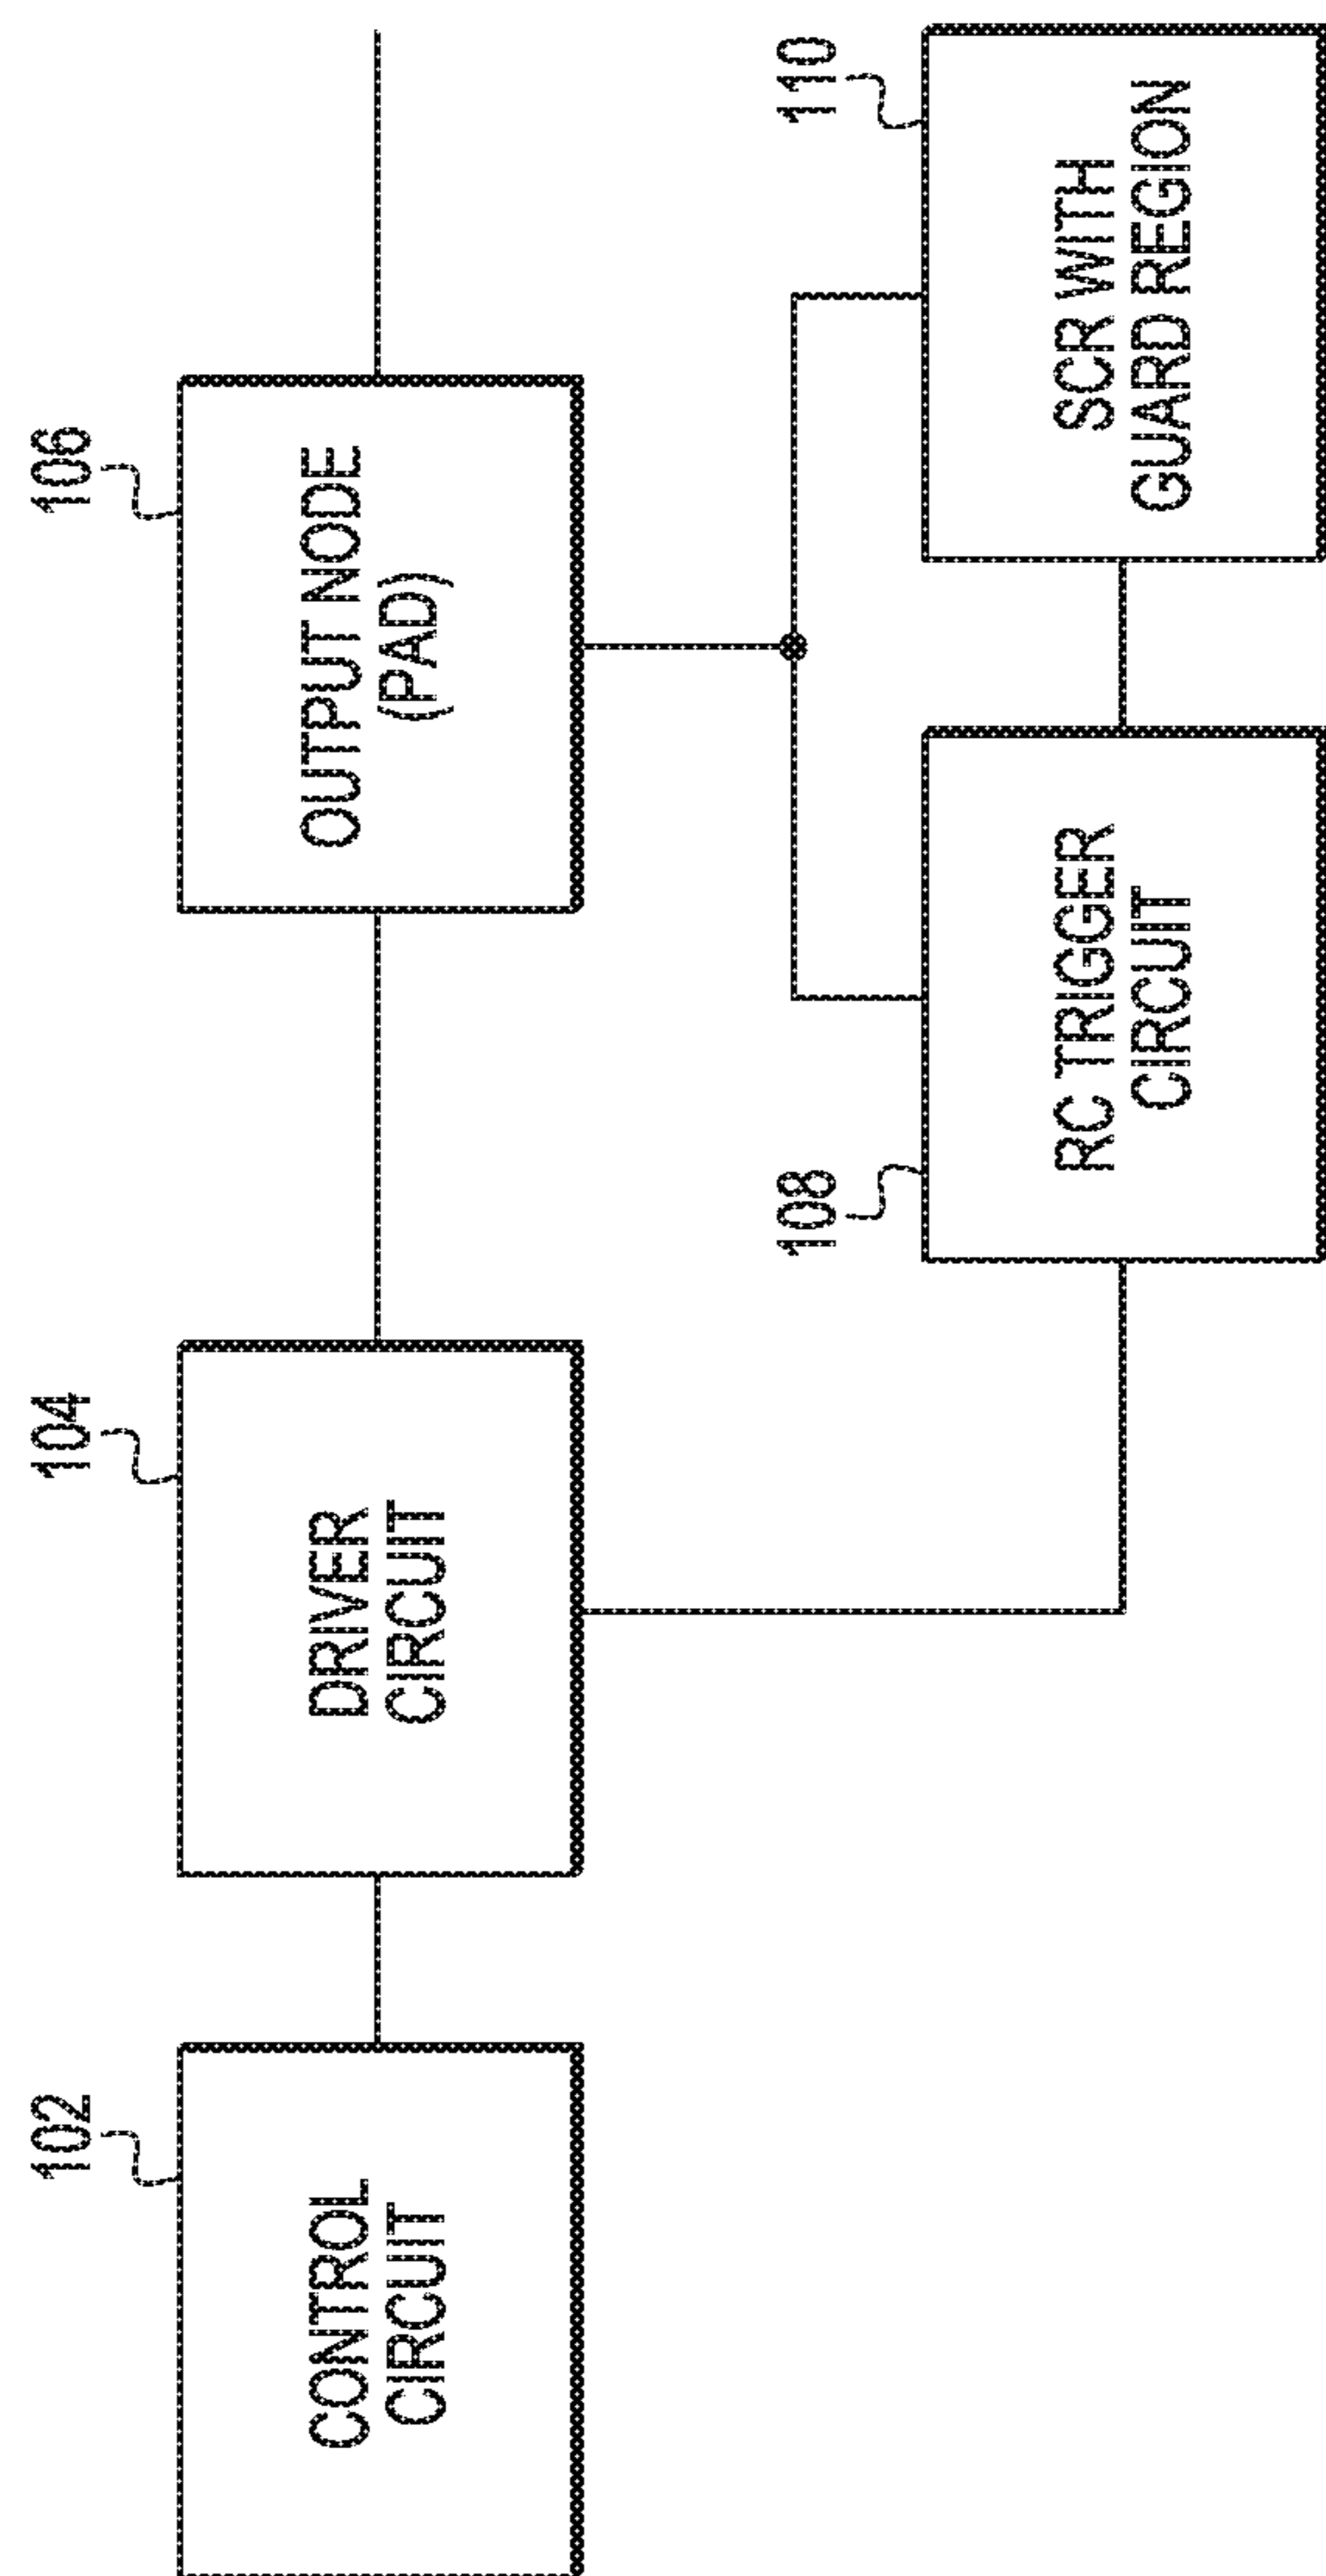 102
CONTROL
CIRCUIT
104
DRIVER
CIRCUIT
106
OUTPUT NODE
(PAD)
108
RC TRIGGER
CIRCUIT
110
SCR WITH
GUARD REGION